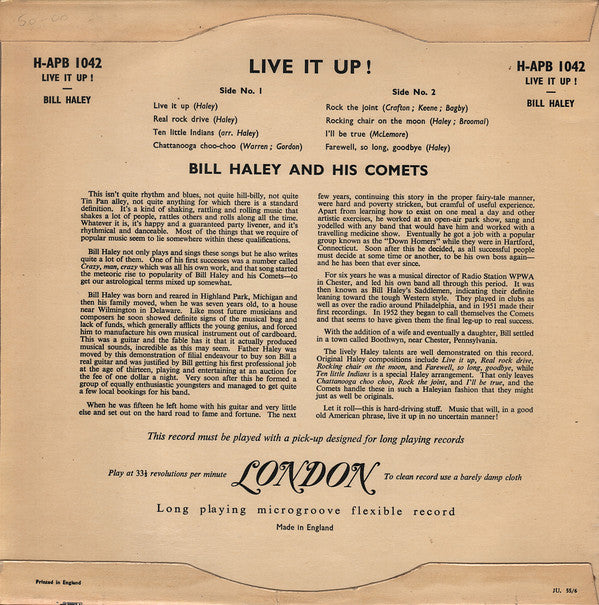 50-00
H-APB 1042
LIVE IT UP !
—
BILL HALEY
LIVE IT UP !
H-APB 1042
LIVE IT UP !
—
BILL HALEY
Side No. 1
Live it up (Haley)
Real rock drive (Haley)
Ten little Indians (arr. Haley)
Chattanooga choo-choo (Warren ; Gordon)
Side No. 2
Rock the joint (Crafton ; Keene ; Bagby)
Rocking chair on the moon (Haley ; Broomal)
I'll be true (McLemore)
Farewell, so long, goodbye (Haley)
BILL HALEY AND HIS COMETS
This isn't quite rhythm and blues, not quite hill-billy, not quite
Tin Pan alley, not quite anything for which there is a standard
definition. It's a kind of shaking, rattling and rolling music that
shakes a lot of people, rattles others and rolls along all the time.
Whatever it is, it's happy and a guaranteed party livener, and it's
rhythmical and danceable. Most of the things that we require of
popular music seem to lie somewhere within these qualifications.
Bill Haley not only plays and sings these songs but he also writes
quite a lot of them. One of his first successes was a number called
Crazy, man, crazy which was all his own work, and that song started
the meteoric rise to popularity of Bill Haley and his Comets—to
get our astrological terms mixed up somewhat.
Bill Haley was born and reared in Highland Park, Michigan and
then his family moved, when he was seven years old, to a house
near Wilmington in Delaware. Like most future musicians and
composers he soon showed definite signs of the musical bug and
lack of funds, which generally afflicts the young genius, and forced
him to manufacture his own musical instrument out of cardboard.
This was a guitar and the fable has it that it actually produced
musical sounds, incredible as this may seem. Father Haley was
moved by this demonstration of filial endeavour to buy son Bill a
real guitar and was justified by Bill getting his first professional job
at the age of thirteen, playing and entertaining at an auction for
the fee of one dollar a night. Very soon after this he formed a
group of equally enthusiastic youngsters and managed to get quite
a few local bookings for his band.
When he was fifteen he left home with his guitar and very little
else and set out on the hard road to fame and fortune. The next
few years, continuing this story in the proper fairy-tale manner,
were hard and poverty stricken, but cramful of useful experience.
Apart from learning how to exist on one meal a day and other
artistic exercises, he worked at an open-air park show, sang and
yodelled with any band that would have him and worked with a
travelling medicine show. Eventually he got a job with a popular
group known as the "Down Homers" while they were in Hartford,
Connecticut. Soon after this he decided, as all successful people
must decide at some time or another, to be his own boss again—
and he has been that ever since.
For six years he was a musical director of Radio Station WPWA
in Chester, and led his own band all through this period. It was
then known as Bill Haley's Saddlemen, indicating their definite
leaning toward the tough Western style. They played in clubs as
well as over the radio around Philadelphia, and in 1951 made their
first recordings. In 1952 they began to call themselves the Comets
and that seems to have given them the final leg-up to real success.
With the addition of a wife and eventually a daughter, Bill settled
in a town called Boothwyn, near Chester, Pennsylvania.
The lively Haley talents are well demonstrated on this record.
Original Haley compositions include Live it up, Real rock drive,
Rocking chair on the moon, and Farewell, so long, goodbye, while
Ten little Indians is a special Haley arrangement. That only leaves
Chattanooga choo choo, Rock the joint, and I'll be true, and the
Comets handle these in such a Haleyian fashion that they might
just as well be originals.
Let it roll—this is hard-driving stuff. Music that will, in a good
old American phrase, live it up in no uncertain manner!
This record must be played with a pick-up designed for long playing records
Play at 33⅓ revolutions per minute
LONDON
To clean record use a barely damp cloth
Long playing microgroove flexible record
Made in England
Printed in England
JU. 55/6